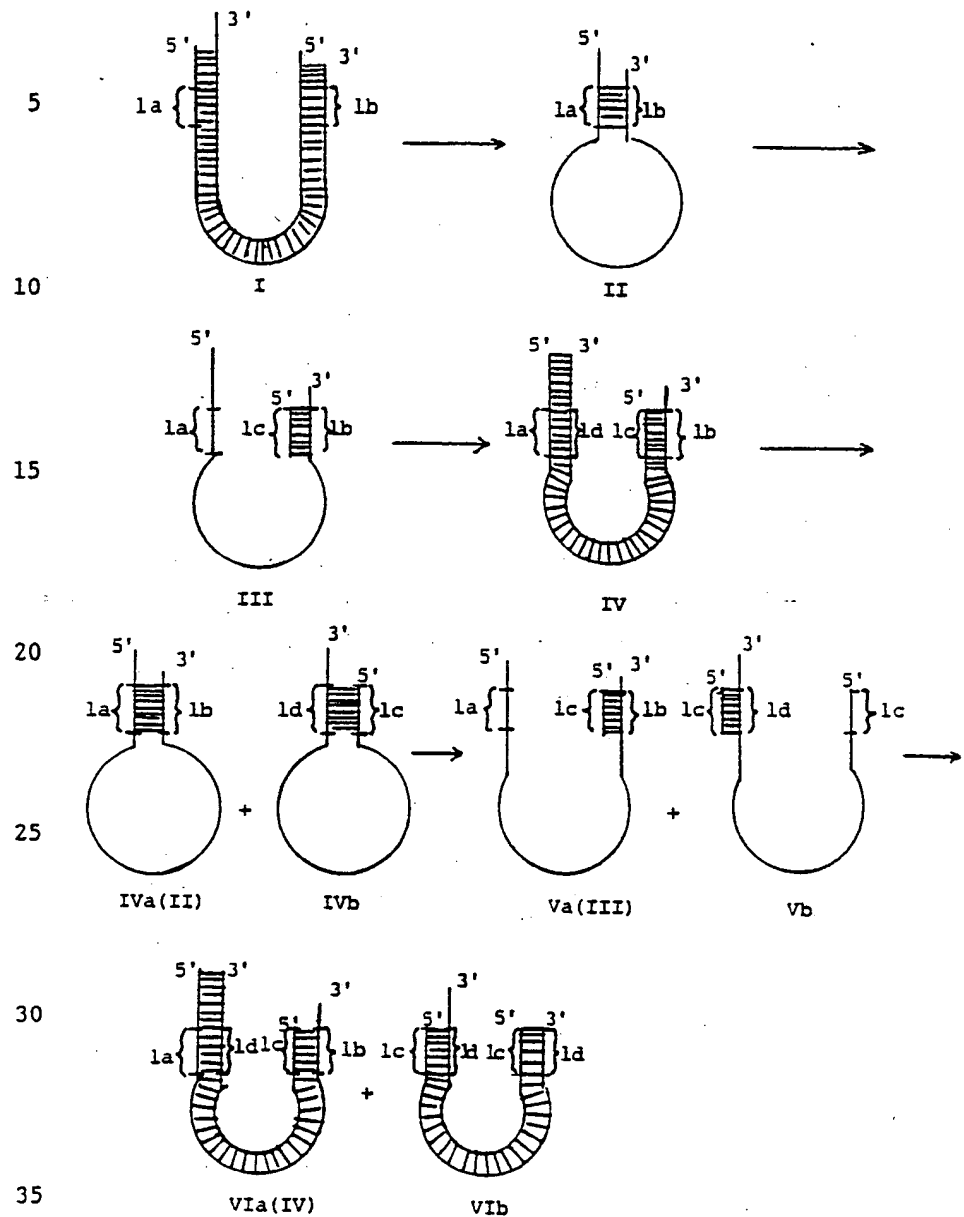 3'
5' 5' 3'
5 1a 1b
5'
3'
1a 1b
10 I II
5'
5' 3'
1a 1c 1b
5' 3'
5' 3'
1a 1d 1c 1b
15
III IV
20
5' 3'
1a 1b
3'
5'
1d 1c
5'
5' 3'
1a 1c 1b
3'
5' 5'
1c 1d 1c
+ +
25
IVa(II) IVb Va(III) Vb
5' 3'
5' 3'
30 1a 1d 1c 1b
3'
5' 5' 3'
1c 1d 1c 1d
+
35 VIa(IV) VIb